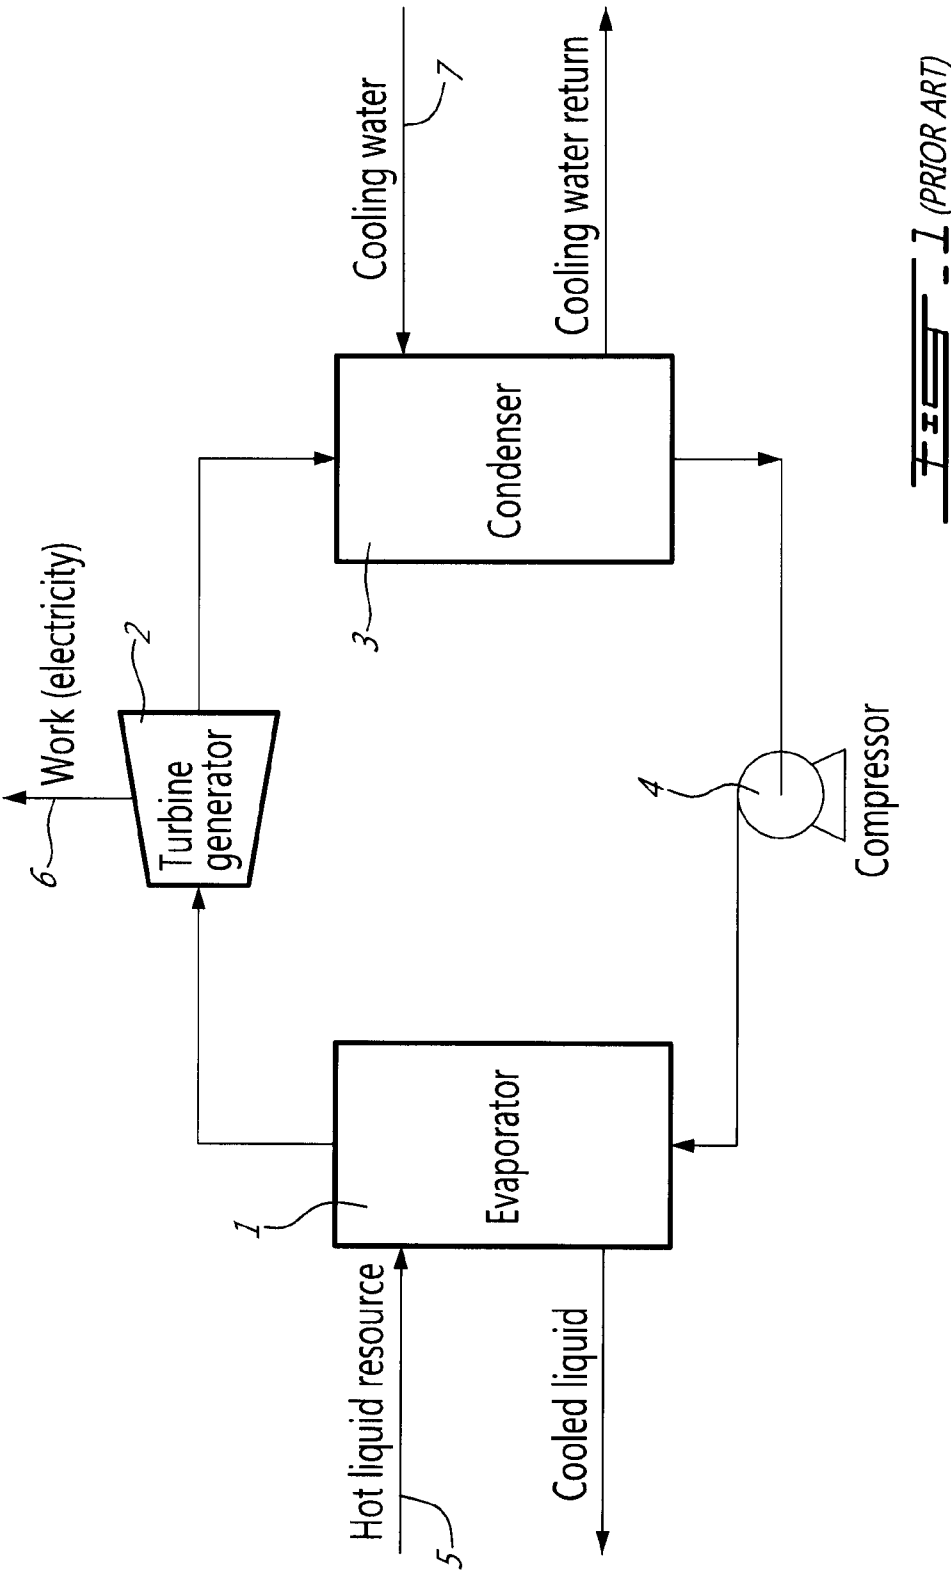 Work (electricity)
6
2
Turbine
generator
Hot liquid resource
5
Cooled liquid
1
Evaporator
3
Condenser
Cooling water
7
Cooling water return
4
Compressor
FIG. 1 (PRIOR ART)